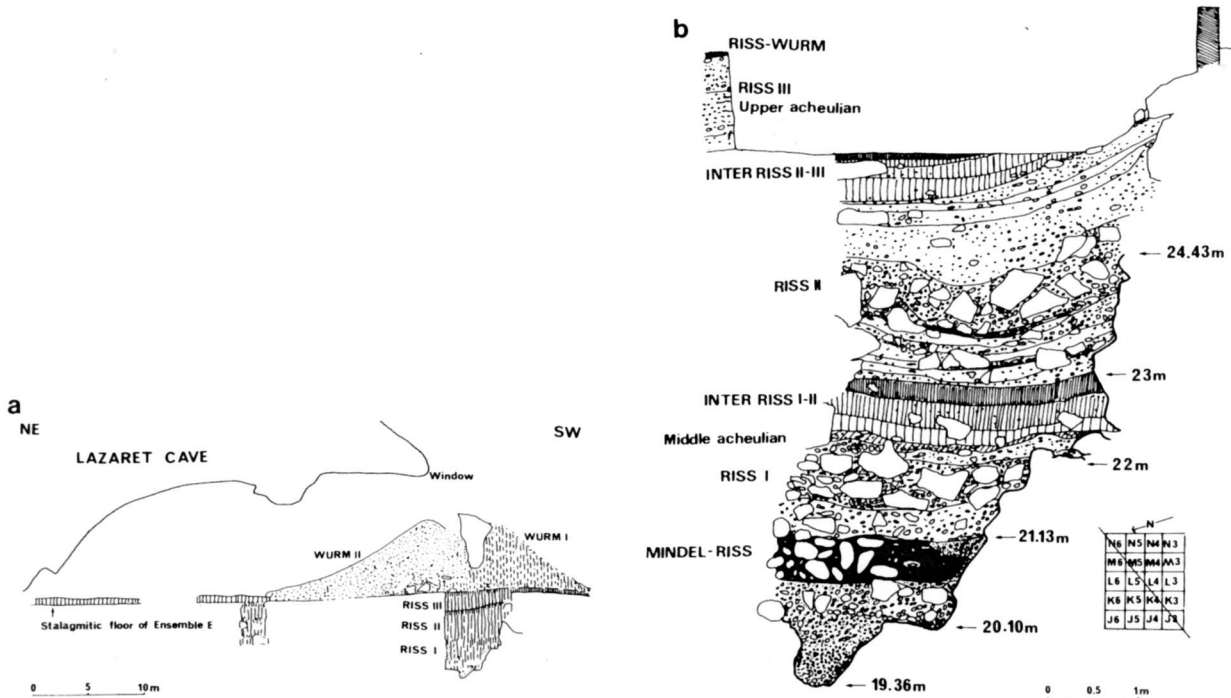 a
NE
SW
LAZARET CAVE
Window
WURM II
WURM I
RISS III
RISS II
RISS I
Stalagmitic floor of Ensemble E
0 5 10m
b
RISS-WURM
RISS III
Upper acheulian
INTER RISS II-III
24.43m
RISS II
23m
INTER RISS I-II
Middle acheulian
22m
RISS I
21.13m
MINDEL-RISS
20.10m
19.36m
N
N6 N5 N4 N3
M6 M5 M4 M3
L6 L5 L4 L3
K6 K5 K4 K3
J6 J5 J4 J3
0 0.5 1m